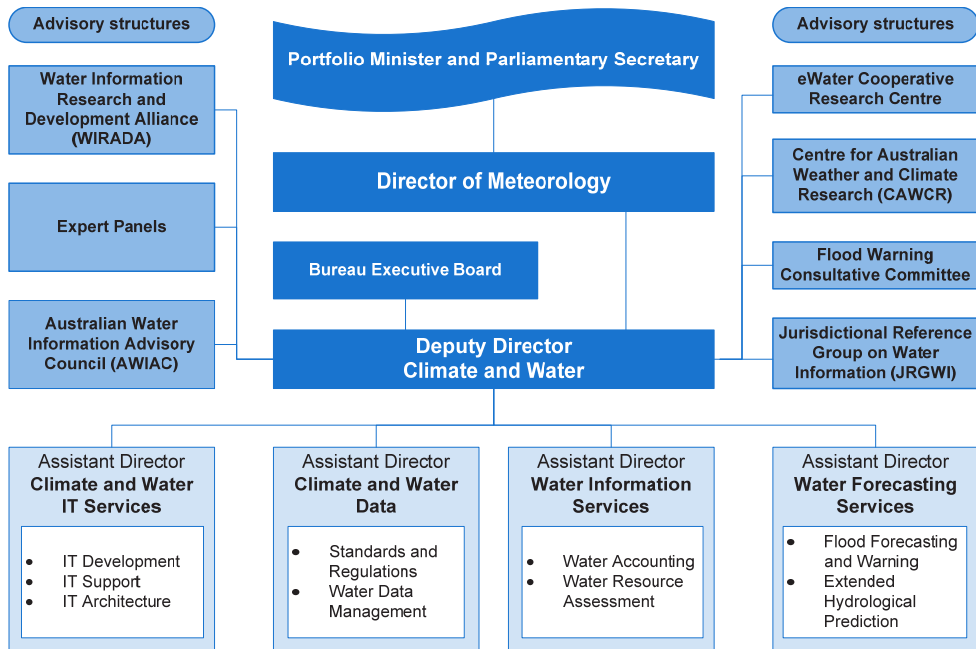 Advisory structures
Water Information
Research and
Development Alliance
(WIRADA)
Expert Panels
Australian Water
Information Advisory
Council (AWIAC)
Portfolio Minister and Parliamentary Secretary
Director of Meteorology
Bureau Executive Board
Deputy Director
Climate and Water
Advisory structures
eWater Cooperative
Research Centre
Centre for Australian
Weather and Climate
Research (CAWCR)
Flood Warning
Consultative Committee
Jurisdictional Reference
Group on Water
Information (JRGWI)
Assistant Director
Climate and Water
IT Services
• IT Development
• IT Support
• IT Architecture
Assistant Director
Climate and Water
Data
• Standards and
Regulations
• Water Data
Management
Assistant Director
Water Information
Services
• Water Accounting
• Water Resource
Assessment
Assistant Director
Water Forecasting
Services
• Flood Forecasting
and Warning
• Extended
Hydrological
Prediction